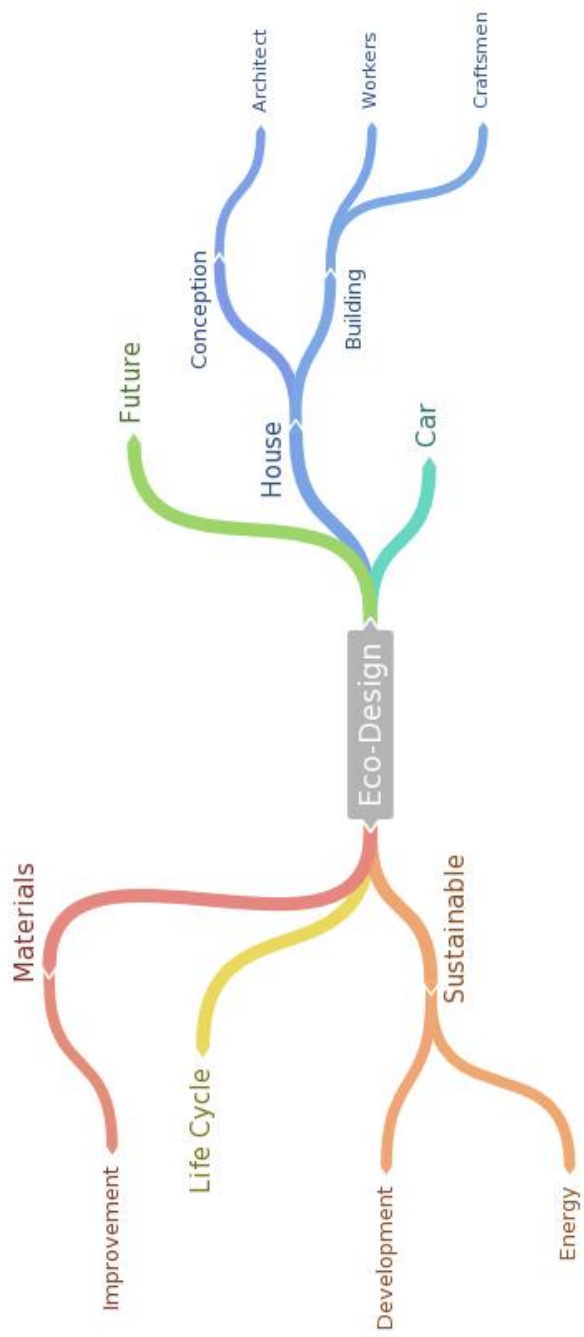 Materials
Improvement
Life Cycle
Sustainable
Development
Energy
Eco-Design
Future
House
Conception
Architect
Building
Workers
Craftsmen
Car